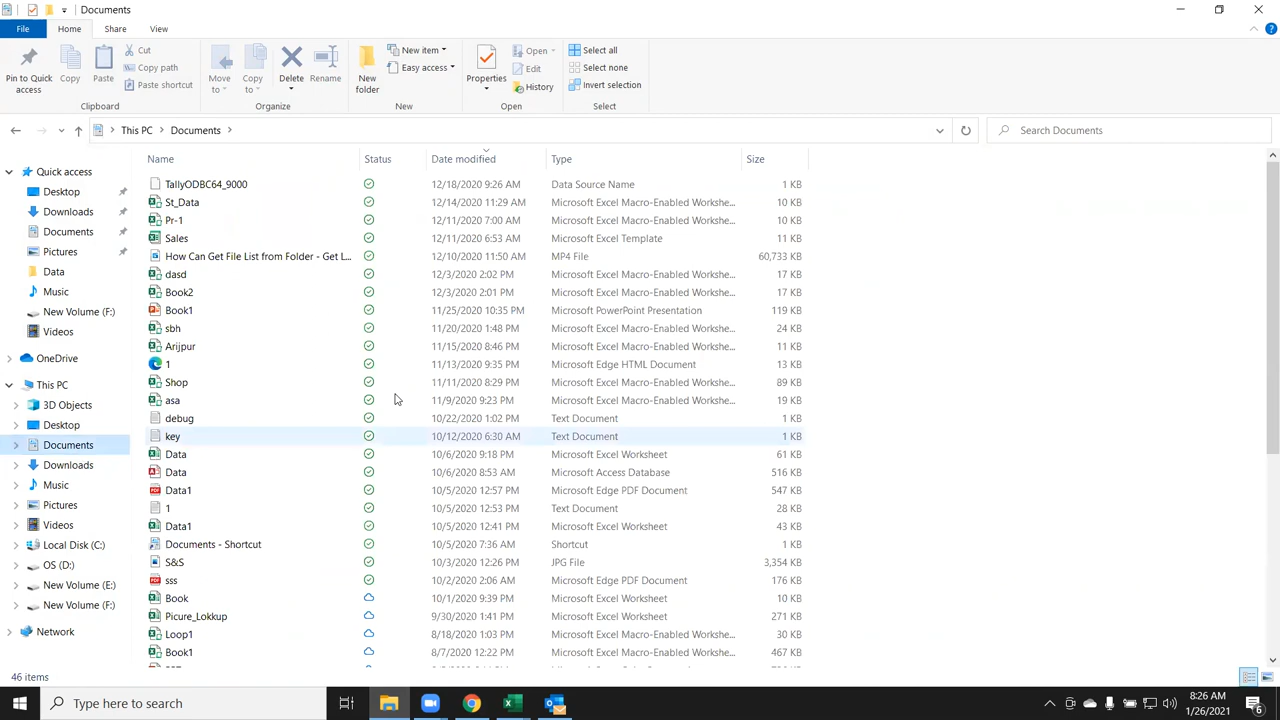 Documents
File Home Share View
Pin to Quick access
Copy
Paste
Cut
Copy path
Paste shortcut
Clipboard
Move to
Copy to
Delete
Rename
Organize
New folder
New item
Easy access
New
Properties
Open
Edit
History
Open
Select all
Select none
Invert selection
Select
This PC > Documents >
Search Documents
Quick access
Desktop
Downloads
Documents
Pictures
Data
Music
New Volume (F:)
Videos
OneDrive
This PC
3D Objects
Desktop
Documents
Downloads
Music
Pictures
Videos
Local Disk (C:)
OS (D:)
New Volume (E:)
New Volume (F:)
Network
Name Status Date modified Type Size
TallyODBC64_9000 12/18/2020 9:26 AM Data Source Name 1 KB
St_Data 12/14/2020 11:29 AM Microsoft Excel Macro-Enabled Workshe... 10 KB
Pr-1 12/11/2020 7:00 AM Microsoft Excel Macro-Enabled Workshe... 10 KB
Sales 12/11/2020 6:53 AM Microsoft Excel Template 11 KB
How Can Get File List from Folder - Get L... 12/10/2020 11:50 AM MP4 File 60,733 KB
dasd 12/3/2020 2:02 PM Microsoft Excel Macro-Enabled Workshe... 17 KB
Book2 12/3/2020 2:01 PM Microsoft Excel Macro-Enabled Workshe... 17 KB
Book1 11/25/2020 10:35 PM Microsoft PowerPoint Presentation 119 KB
sbh 11/20/2020 1:48 PM Microsoft Excel Macro-Enabled Workshe... 24 KB
Arijpur 11/15/2020 8:46 PM Microsoft Excel Macro-Enabled Workshe... 11 KB
1 11/13/2020 9:35 PM Microsoft Edge HTML Document 13 KB
Shop 11/11/2020 8:29 PM Microsoft Excel Macro-Enabled Workshe... 89 KB
asa 11/9/2020 9:23 PM Microsoft Excel Macro-Enabled Workshe... 19 KB
debug 10/22/2020 1:02 PM Text Document 1 KB
key 10/12/2020 6:30 AM Text Document 1 KB
Data 10/6/2020 9:18 PM Microsoft Excel Worksheet 61 KB
Data 10/6/2020 8:53 AM Microsoft Access Database 516 KB
Data1 10/5/2020 12:57 PM Microsoft Edge PDF Document 547 KB
1 10/5/2020 12:53 PM Text Document 28 KB
Data1 10/5/2020 12:41 PM Microsoft Excel Worksheet 43 KB
Documents - Shortcut 10/5/2020 7:36 AM Shortcut 1 KB
S&S 10/3/2020 12:26 PM JPG File 3,354 KB
sss 10/2/2020 2:06 AM Microsoft Edge PDF Document 176 KB
Book 10/1/2020 9:39 PM Microsoft Excel Worksheet 10 KB
Picure_Lokkup 9/30/2020 1:41 PM Microsoft Excel Worksheet 271 KB
Loop1 8/18/2020 1:03 PM Microsoft Excel Macro-Enabled Workshe... 30 KB
Book1 8/7/2020 12:22 PM Microsoft Excel Macro-Enabled Workshe... 467 KB
46 items
Type here to search
8:26 AM
1/26/2021
6